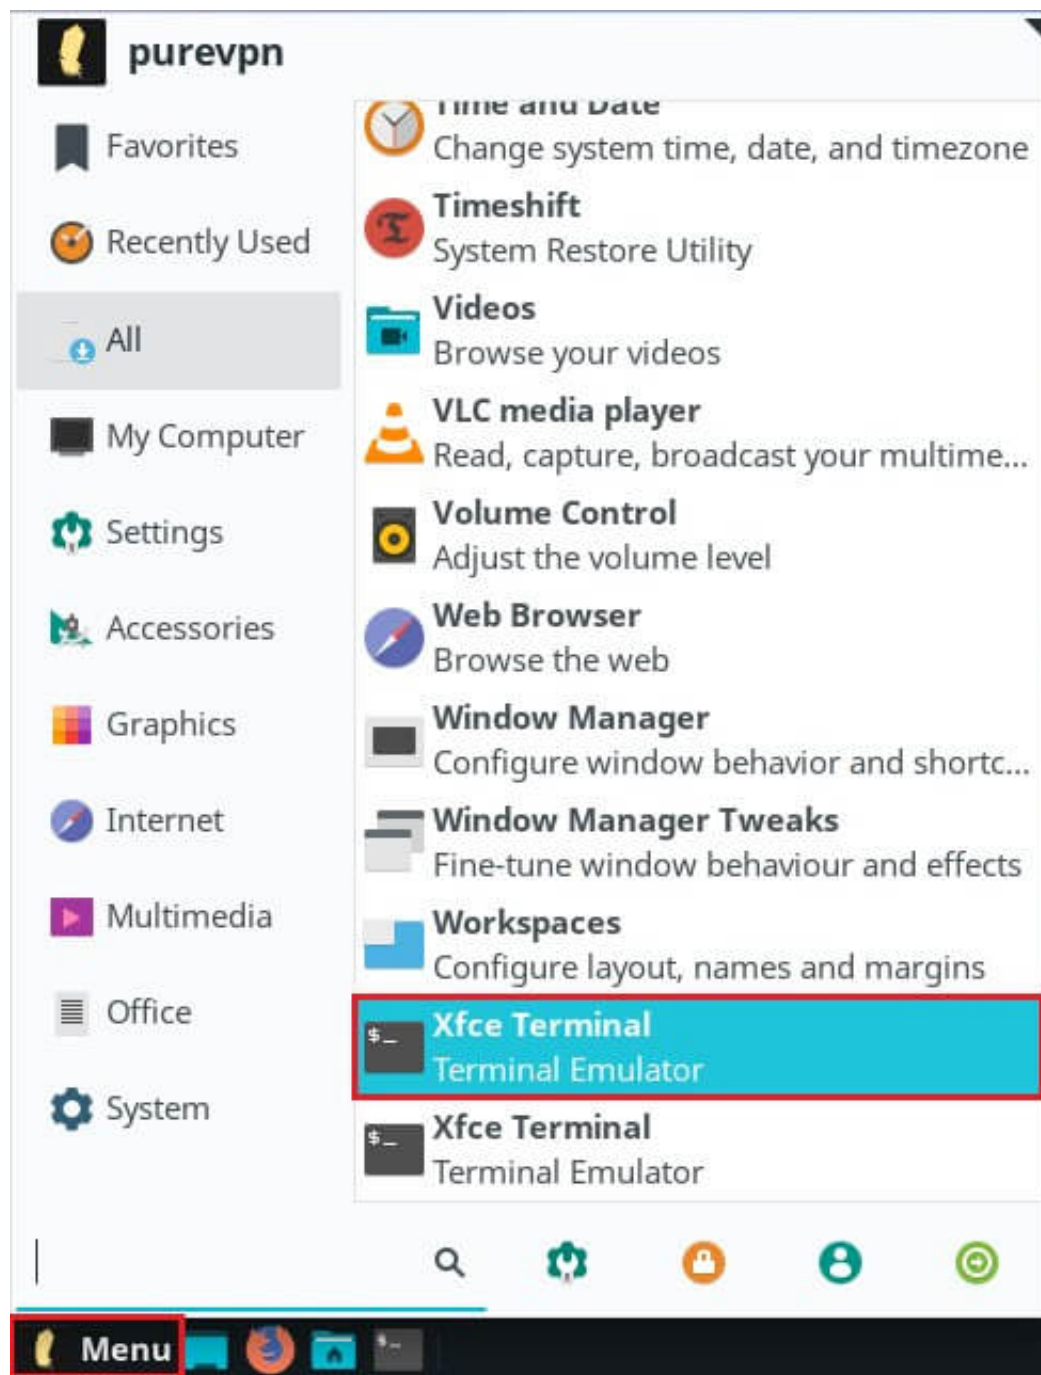 purevpn
Favorites
Recently Used
All
My Computer
Settings
Accessories
Graphics
Internet
Multimedia
Office
System
Time and Date
Change system time, date, and timezone
Timeshift
System Restore Utility
Videos
Browse your videos
VLC media player
Read, capture, broadcast your multime...
Volume Control
Adjust the volume level
Web Browser
Browse the web
Window Manager
Configure window behavior and shortc...
Window Manager Tweaks
Fine-tune window behaviour and effects
Workspaces
Configure layout, names and margins
$_
Xfce Terminal
Terminal Emulator
$_
Xfce Terminal
Terminal Emulator
Menu